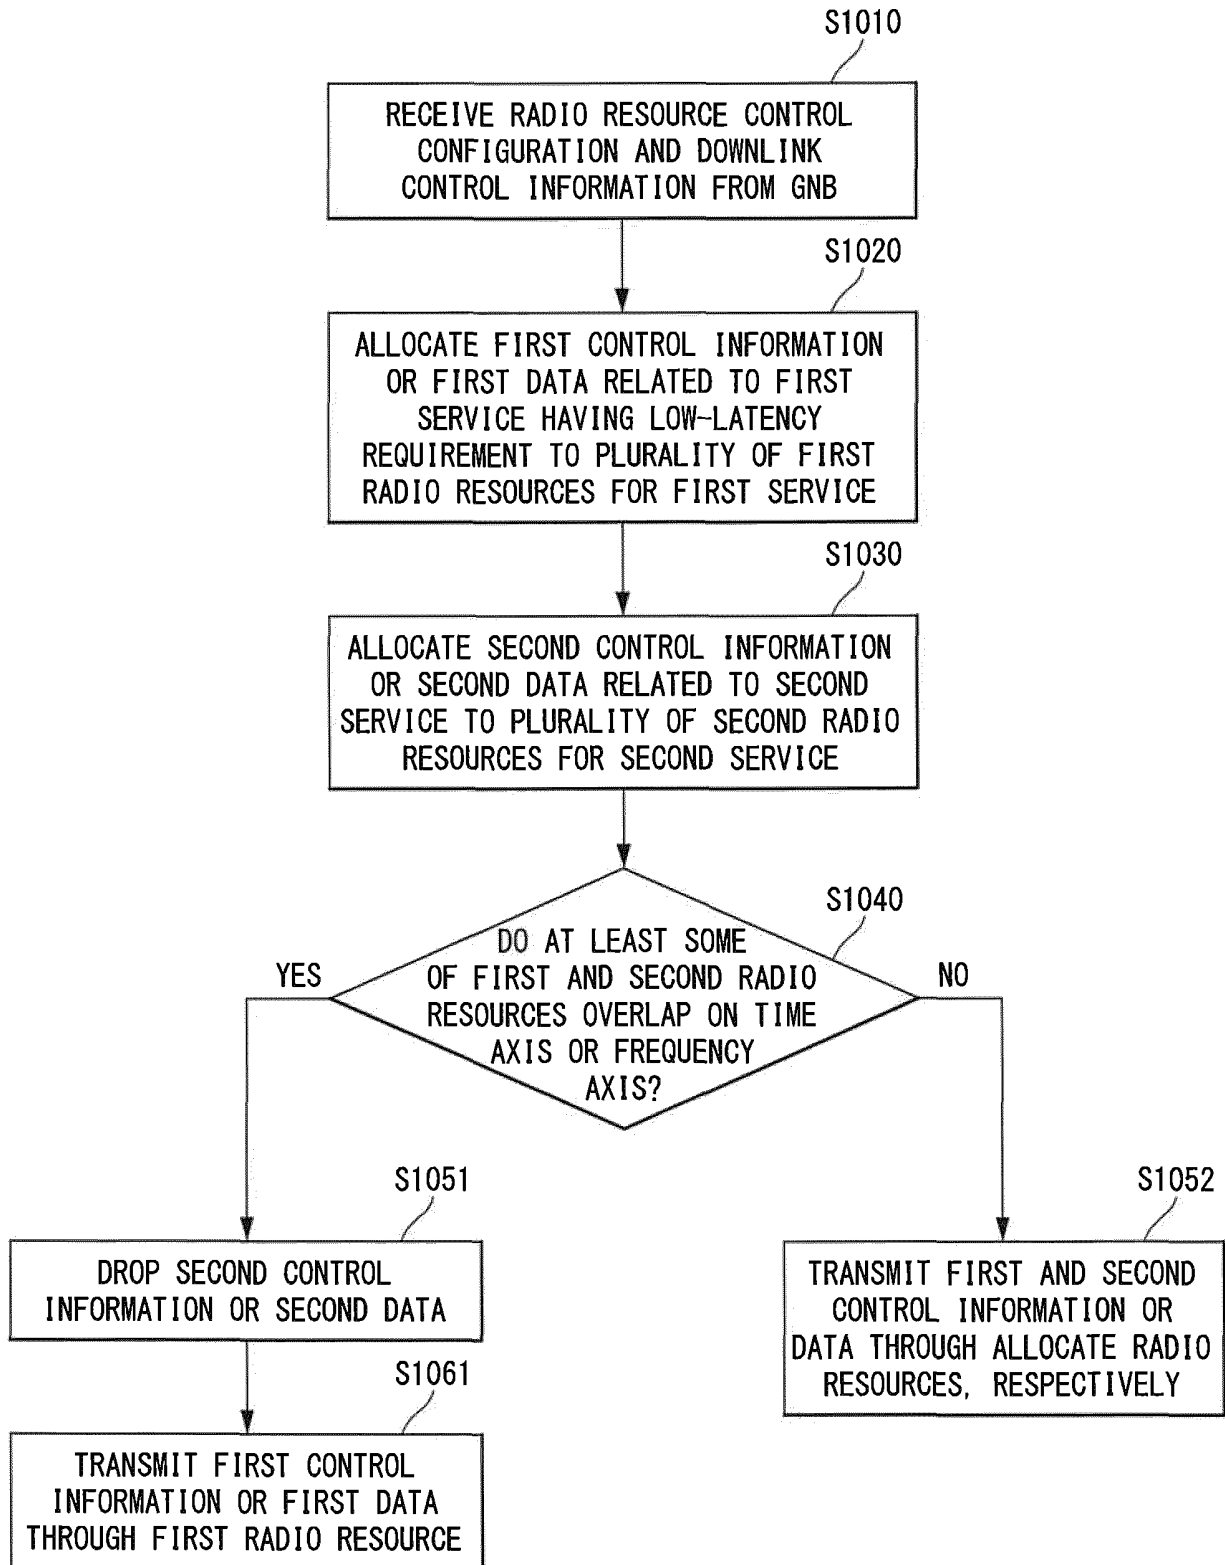 S1010
RECEIVE RADIO RESOURCE CONTROL
CONFIGURATION AND DOWNLINK
CONTROL INFORMATION FROM GNB
S1020
ALLOCATE FIRST CONTROL INFORMATION
OR FIRST DATA RELATED TO FIRST
SERVICE HAVING LOW-LATENCY
REQUIREMENT TO PLURALITY OF FIRST
RADIO RESOURCES FOR FIRST SERVICE
S1030
ALLOCATE SECOND CONTROL INFORMATION
OR SECOND DATA RELATED TO SECOND
SERVICE TO PLURALITY OF SECOND RADIO
RESOURCES FOR SECOND SERVICE
S1040
DO AT LEAST SOME
OF FIRST AND SECOND RADIO
RESOURCES OVERLAP ON TIME
AXIS OR FREQUENCY
AXIS?
YES
NO
S1051
DROP SECOND CONTROL
INFORMATION OR SECOND DATA
S1052
TRANSMIT FIRST AND SECOND
CONTROL INFORMATION OR
DATA THROUGH ALLOCATE RADIO
RESOURCES, RESPECTIVELY
S1061
TRANSMIT FIRST CONTROL
INFORMATION OR FIRST DATA
THROUGH FIRST RADIO RESOURCE